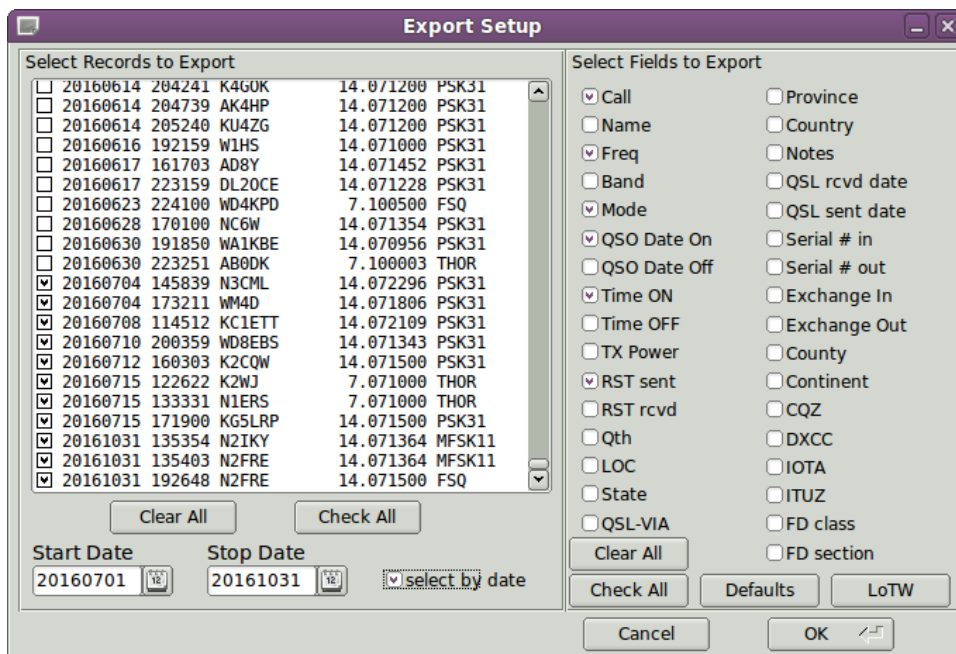 Export Setup
Select Records to Export
20160614 204241 K4GOK 14.071200 PSK31
20160614 204739 AK4HP 14.071200 PSK31
20160614 205240 KU4ZG 14.071200 PSK31
20160616 192159 W1HS 14.071000 PSK31
20160617 161703 AD8Y 14.071452 PSK31
20160617 223159 DL2OCE 14.071228 PSK31
20160623 224100 WD4KPD 7.100500 FSQ
20160628 170100 NC6W 14.071354 PSK31
20160630 191850 WA1KBE 14.070956 PSK31
20160630 223251 AB0DK 7.100003 THOR
20160704 145839 N3CML 14.072296 PSK31
20160704 173211 WM4D 14.071806 PSK31
20160708 114512 KC1ETT 14.072109 PSK31
20160710 200359 WD8EBS 14.071343 PSK31
20160712 160303 K2CQW 14.071500 PSK31
20160715 122622 K2WJ 7.071000 THOR
20160715 133331 N1ERS 7.071000 THOR
20160715 171900 KG5LRP 14.071500 PSK31
20161031 135354 N2IKY 14.071364 MFSK11
20161031 135403 N2FRE 14.071364 MFSK11
20161031 192648 N2FRE 14.071500 FSQ
Clear All Check All
Start Date Stop Date
20160701 12 20161031 12 select by date
Select Fields to Export
Call Province
Name Country
Freq Notes
Band QSL rcvd date
Mode QSL sent date
QSO Date On Serial # in
QSO Date Off Serial # out
Time ON Exchange In
Time OFF Exchange Out
TX Power County
RST sent Continent
RST rcvd CQZ
Qth DXCC
LOC IOTA
State ITUZ
QSL-VIA FD class
Clear All FD section
Check All Defaults LoTW
Cancel OK